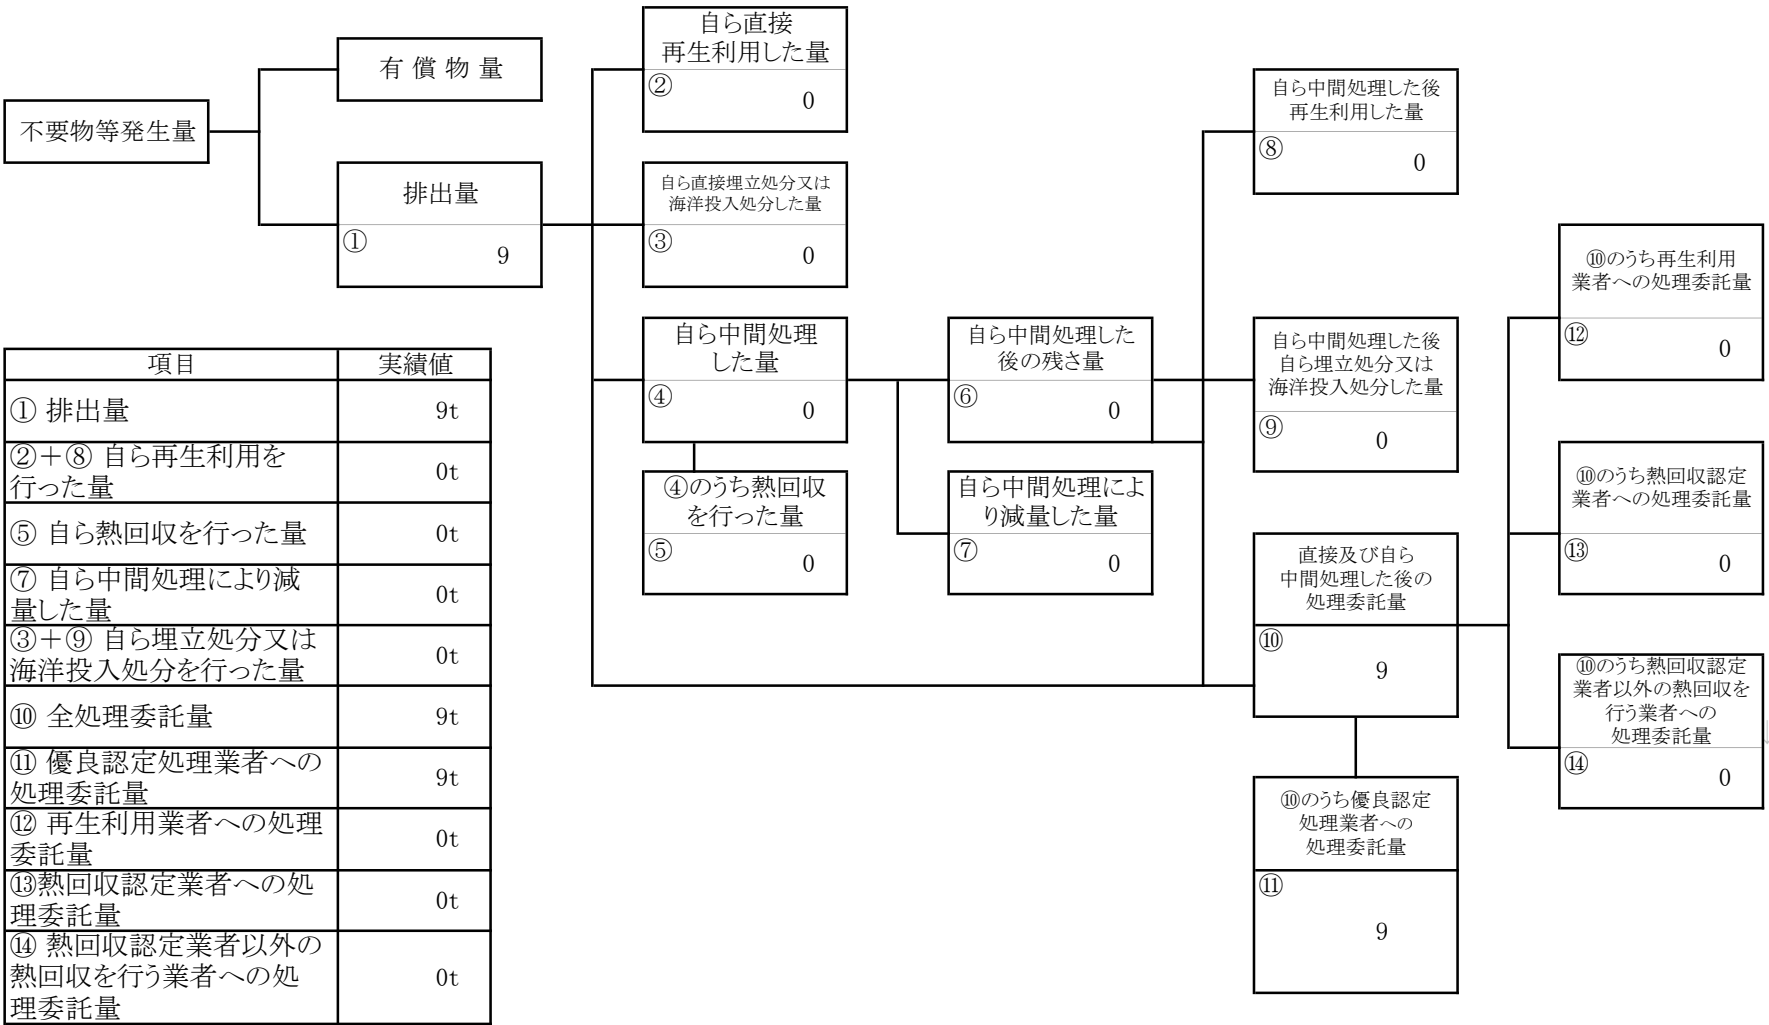 不要物等発生量
有 償 物 量
排出量
①
9
自ら直接
再生利用した量
②
0
自ら直接埋立処分又は
海洋投入処分した量
③
0
自ら中間処理
した量
④
0
④のうち熱回収
を行った量
⑤
0
自ら中間処理した
後の残さ量
⑥
0
自ら中間処理によ
り減量した量
⑦
0
自ら中間処理した後
再生利用した量
⑧
0
自ら中間処理した後
自ら埋立処分又は
海洋投入処分した量
⑨
0
直接及び自ら
中間処理した後の
処理委託量
⑩
9
⑩のうち優良認定
処理業者への
処理委託量
⑪
9
⑩のうち再生利用
業者への処理委託量
⑫
0
⑩のうち熱回収認定
業者への処理委託量
⑬
0
⑩のうち熱回収認定
業者以外の熱回収を
行う業者への
処理委託量
⑭
0
項目 実績値
① 排出量 9t
②＋⑧ 自ら再生利用を
行った量 0t
⑤ 自ら熱回収を行った量 0t
⑦ 自ら中間処理により減
量した量 0t
③＋⑨ 自ら埋立処分又は
海洋投入処分を行った量 0t
⑩ 全処理委託量 9t
⑪ 優良認定処理業者への
処理委託量 9t
⑫ 再生利用業者への処理
委託量 0t
⑬熱回収認定業者への処
理委託量 0t
⑭ 熱回収認定業者以外の
熱回収を行う業者への処
理委託量 0t